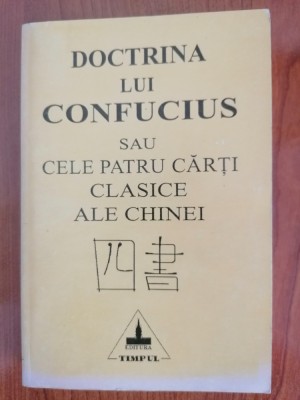 DOCTRINA
LUI
CONFUCIUS
SAU
CELE PATRU CĂRȚI
CLASICE
ALE CHINEI
四書
EDITURA
TIMPUL